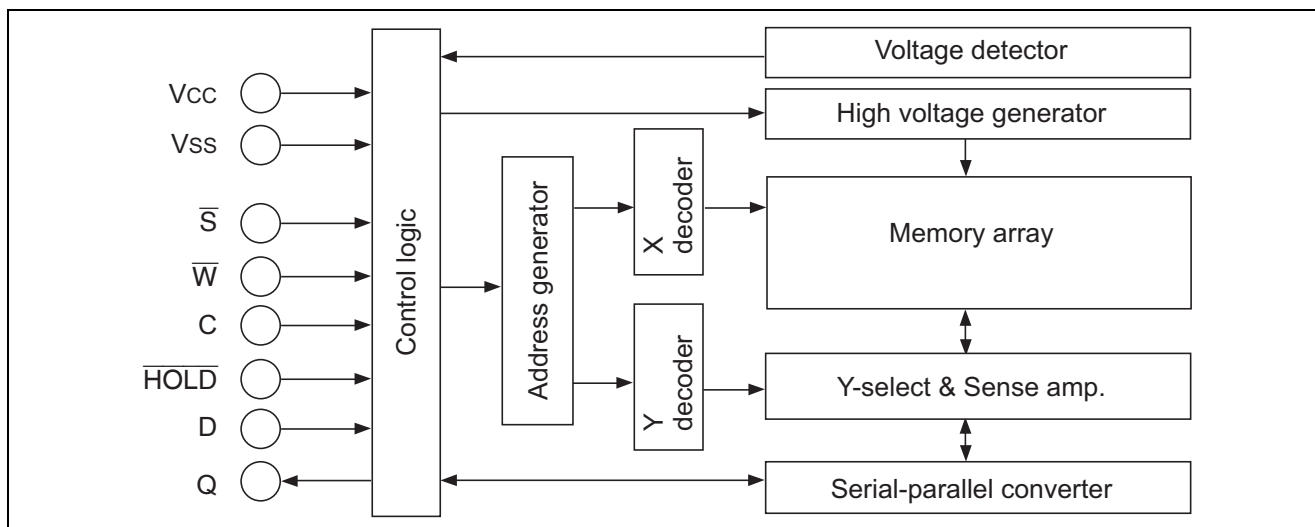 Vcc
Vss
S̅
W̅
C
H̅O̅L̅D̅
D
Q
Control logic
Address generator
X
decoder
Y
decoder
Voltage detector
High voltage generator
Memory array
Y-select & Sense amp.
Serial-parallel converter